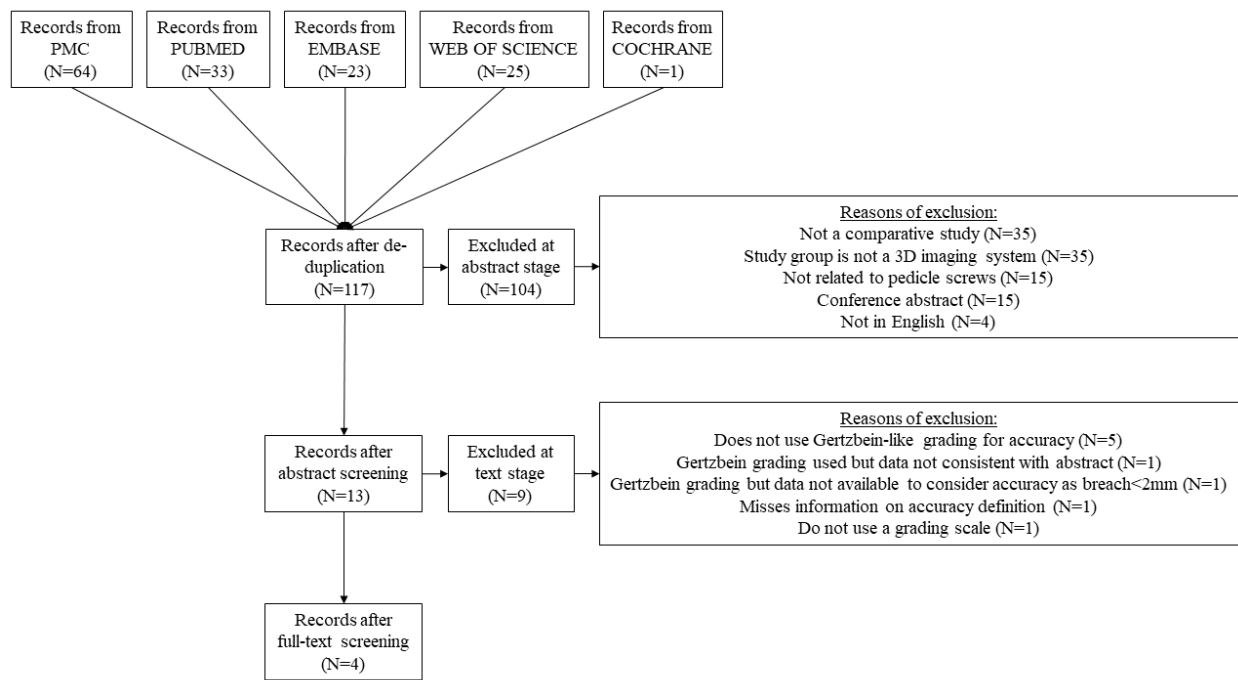 Records from
PMC
(N=64)
Records from
PUBMED
(N=33)
Records from
EMBASE
(N=23)
Records from
WEB OF SCIENCE
(N=25)
Records from
COCHRANE
(N=1)
Records after de-
duplication
(N=117)
Excluded at
abstract stage
(N=104)
Reasons of exclusion:
Not a comparative study (N=35)
Study group is not a 3D imaging system (N=35)
Not related to pedicle screws (N=15)
Conference abstract (N=15)
Not in English (N=4)
Records after
abstract screening
(N=13)
Excluded at
text stage
(N=9)
Reasons of exclusion:
Does not use Gertzbein-like grading for accuracy (N=5)
Gertzbein grading used but data not consistent with abstract (N=1)
Gertzbein grading but data not available to consider accuracy as breach<2mm (N=1)
Misses information on accuracy definition (N=1)
Do not use a grading scale (N=1)
Records after
full-text screening
(N=4)